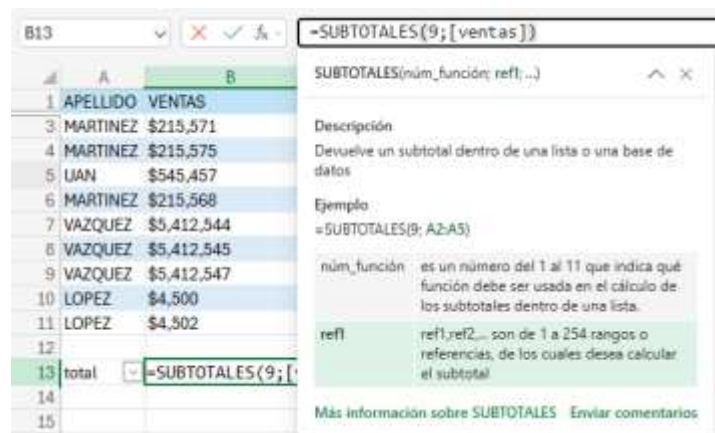 B13
=SUBTOTALES(9;[ventas])
SUBTOTALES(núm_función; ref1; ...)
A B
1 APELLIDO VENTAS
3 MARTINEZ $215,571
4 MARTINEZ $215,575
5 UAN $545,457
6 MARTINEZ $215,568
7 VAZQUEZ $5,412,544
8 VAZQUEZ $5,412,545
9 VAZQUEZ $5,412,547
10 LOPEZ $4,500
11 LOPEZ $4,502
12
13 total =SUBTOTALES(9;[
14
15
Descripción
Devuelve un subtotal dentro de una lista o una base de
datos
Ejemplo
=SUBTOTALES(9; A2:A5)
núm_función es un número del 1 al 11 que indica qué
función debe ser usada en el cálculo de
los subtotales dentro de una lista.
ref1 ref1,ref2,... son de 1 a 254 rangos o
referencias, de los cuales desea calcular
el subtotal
Más información sobre SUBTOTALES Enviar comentarios